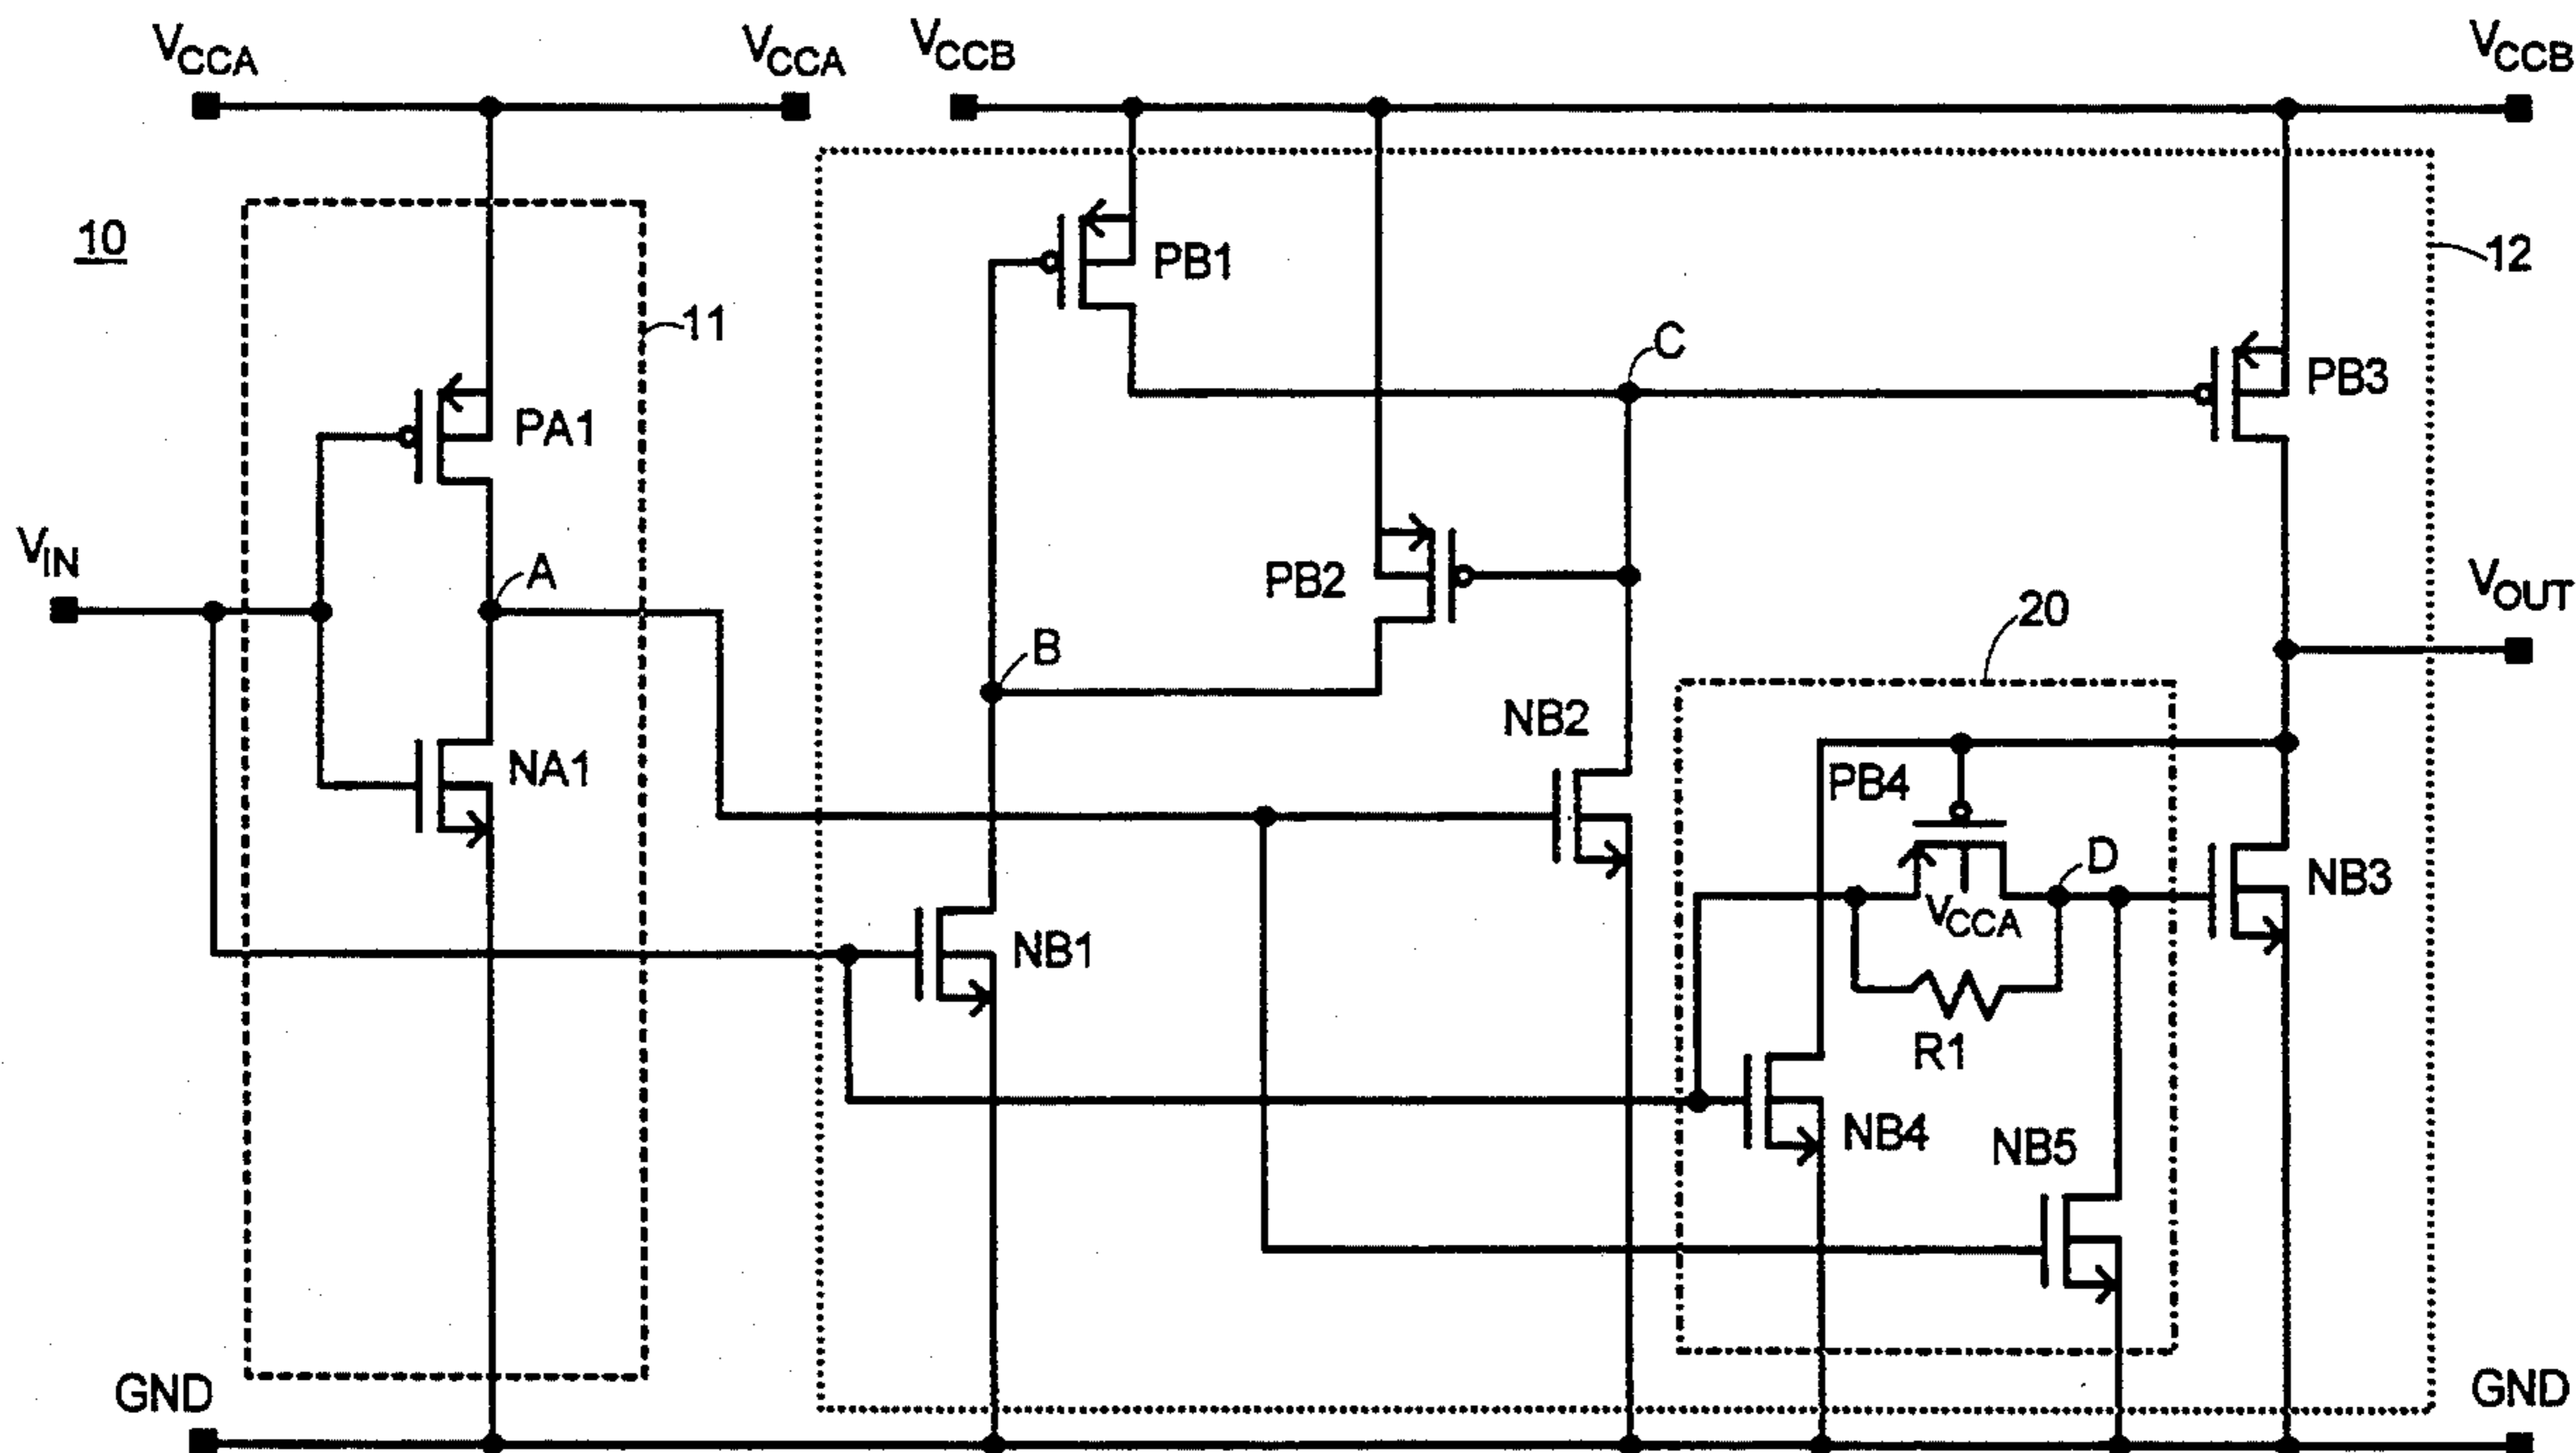 VCCA
VCCA
VCCB
VCCB
10
11
12
PB1
C
PB3
PA1
VIN
A
PB2
VOUT
20
B
NB2
PB4
NA1
D
NB3
VCCA
NB1
R1
NB4
NB5
GND
GND